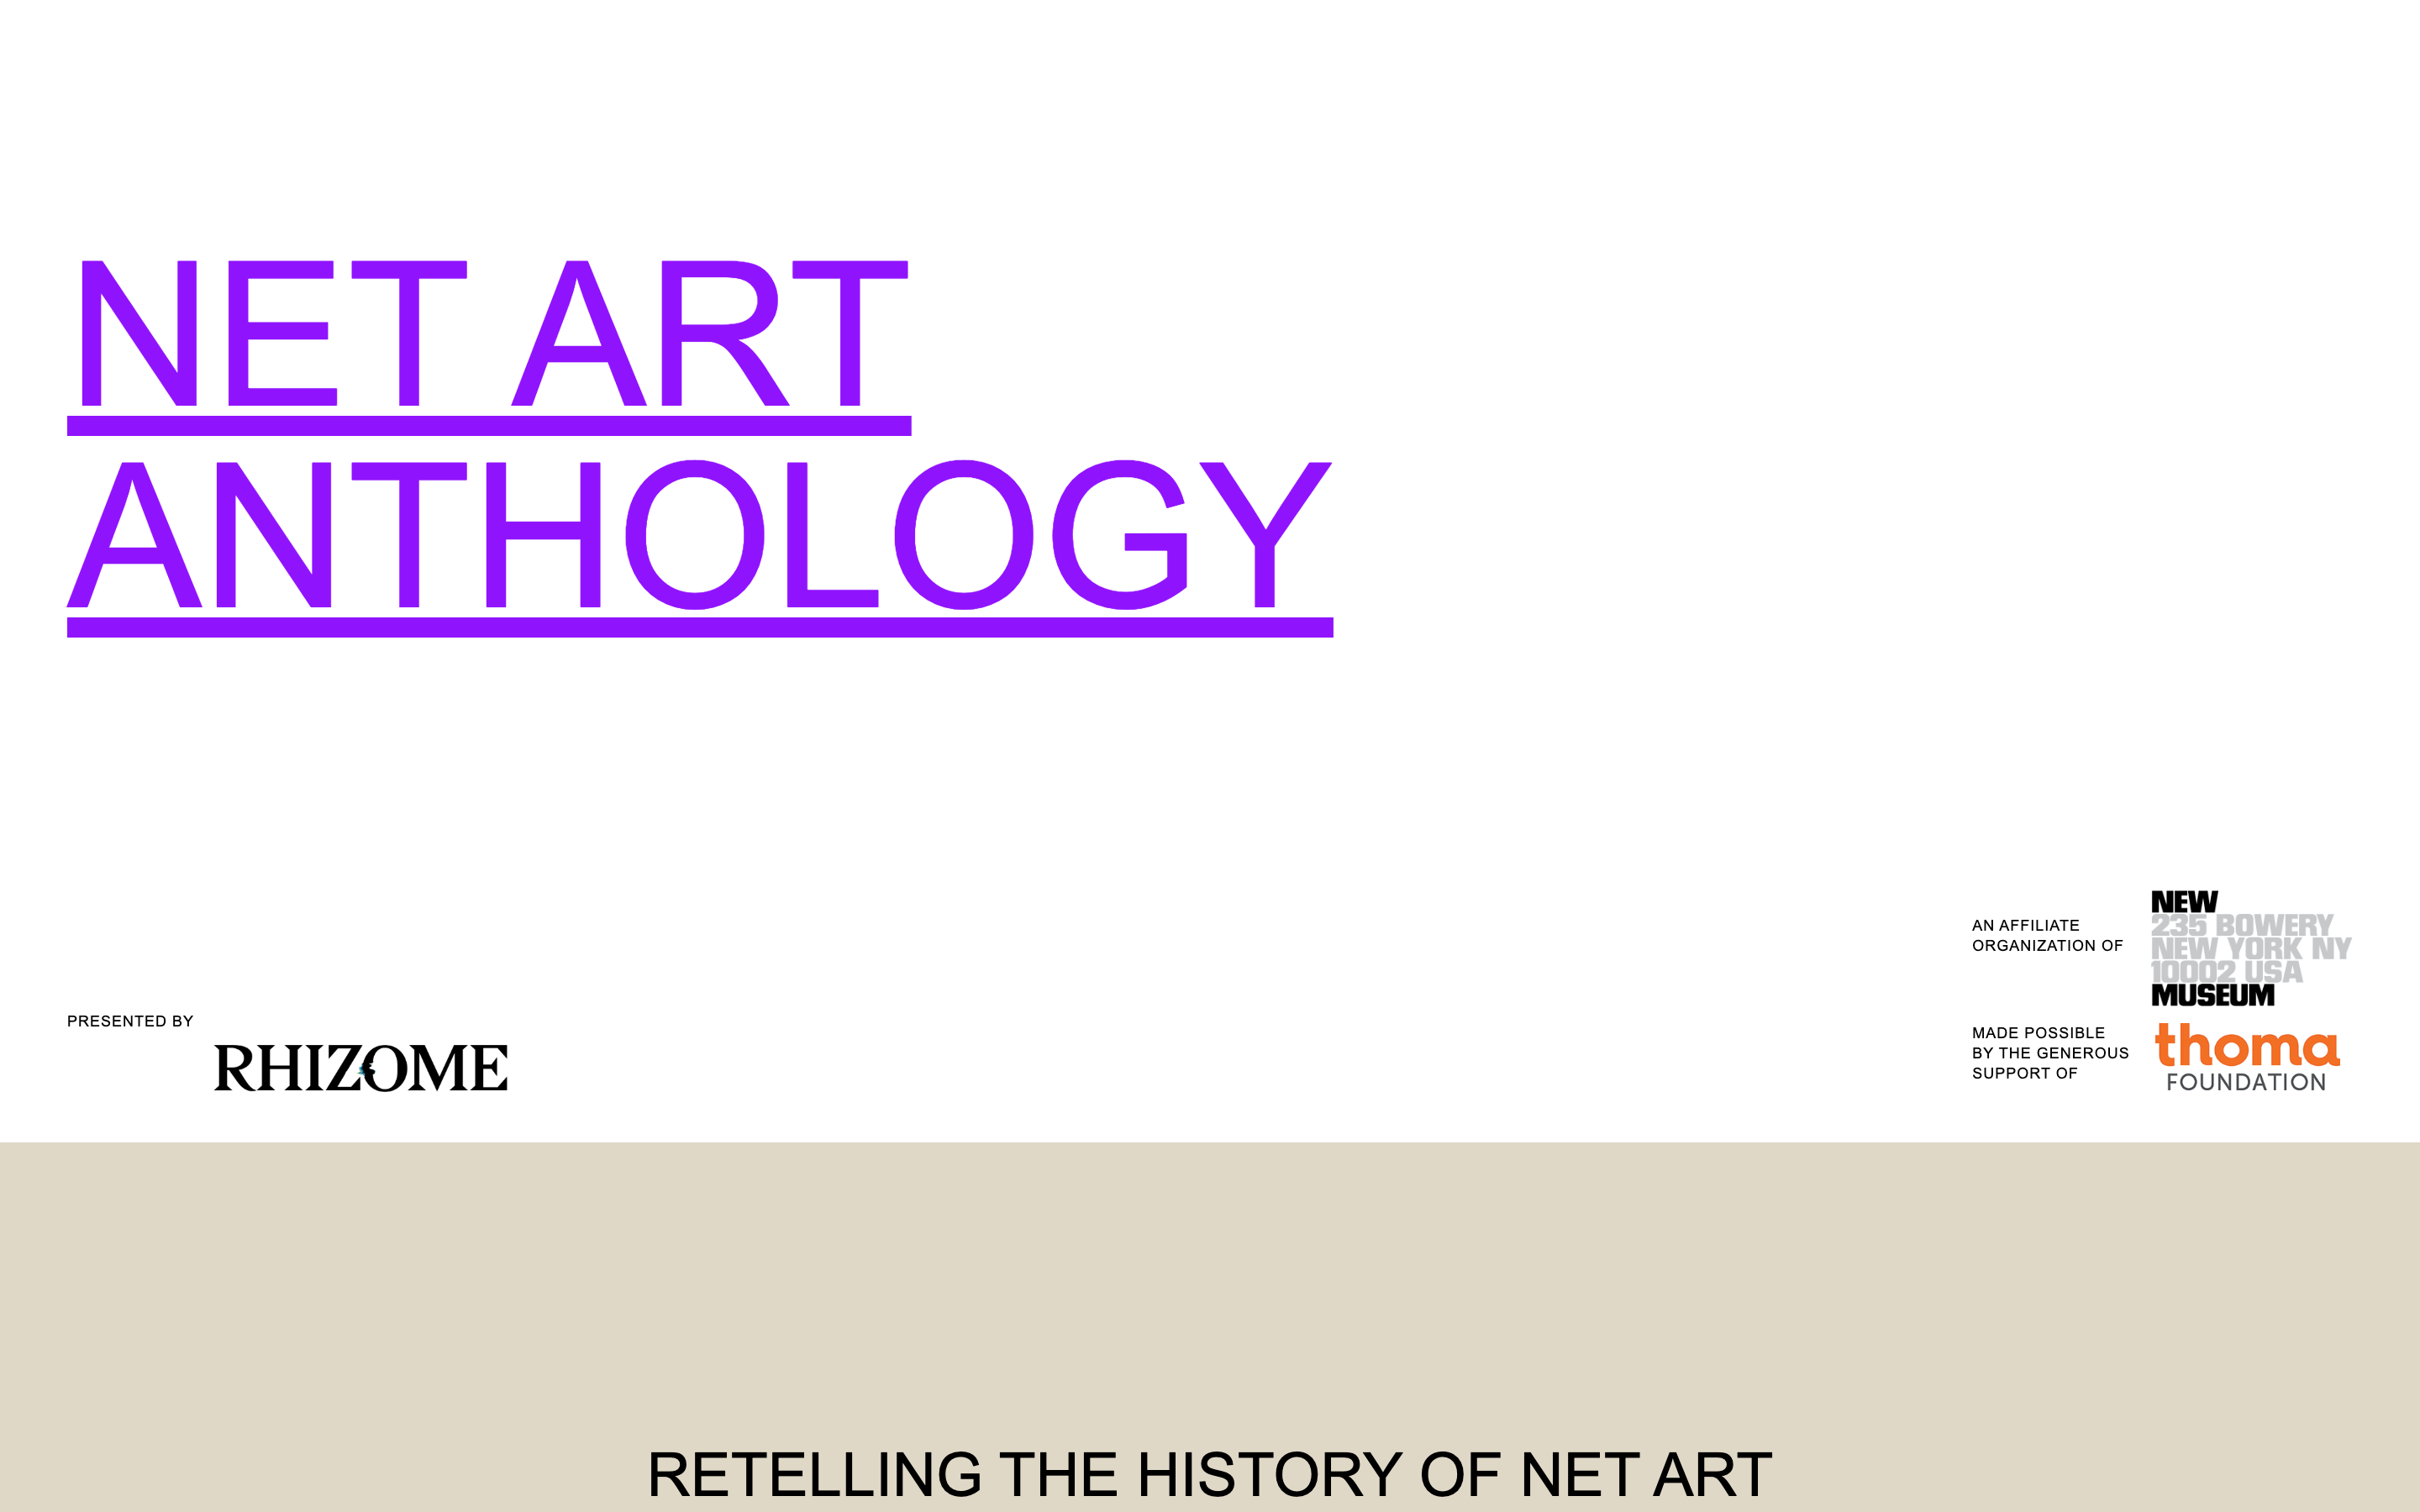 NET ART
ANTHOLOGY
PRESENTED BY
RHIZOME
AN AFFILIATE
ORGANIZATION OF
NEW
235 BOWERY
NEW YORK NY
10002 USA
MUSEUM
MADE POSSIBLE
BY THE GENEROUS
SUPPORT OF
thoma
FOUNDATION
RETELLING THE HISTORY OF NET ART